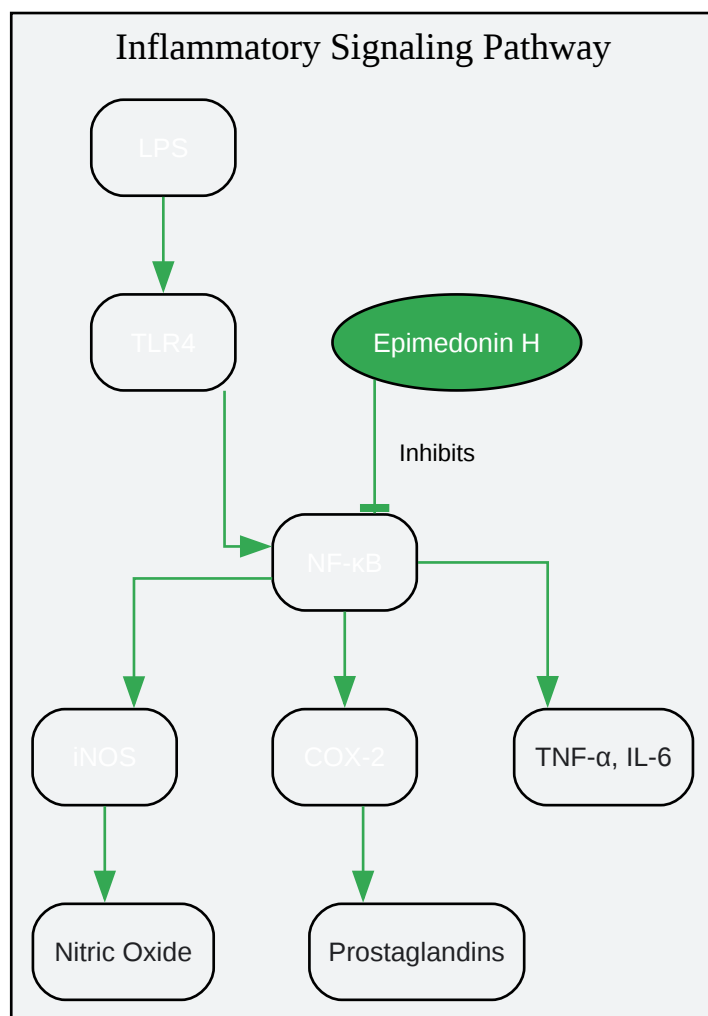 Inflammatory Signaling Pathway
LPS
TLR4
Epimedonin H
Inhibits
NF-κB
iNOS
COX-2
TNF-α, IL-6
Nitric Oxide
Prostaglandins